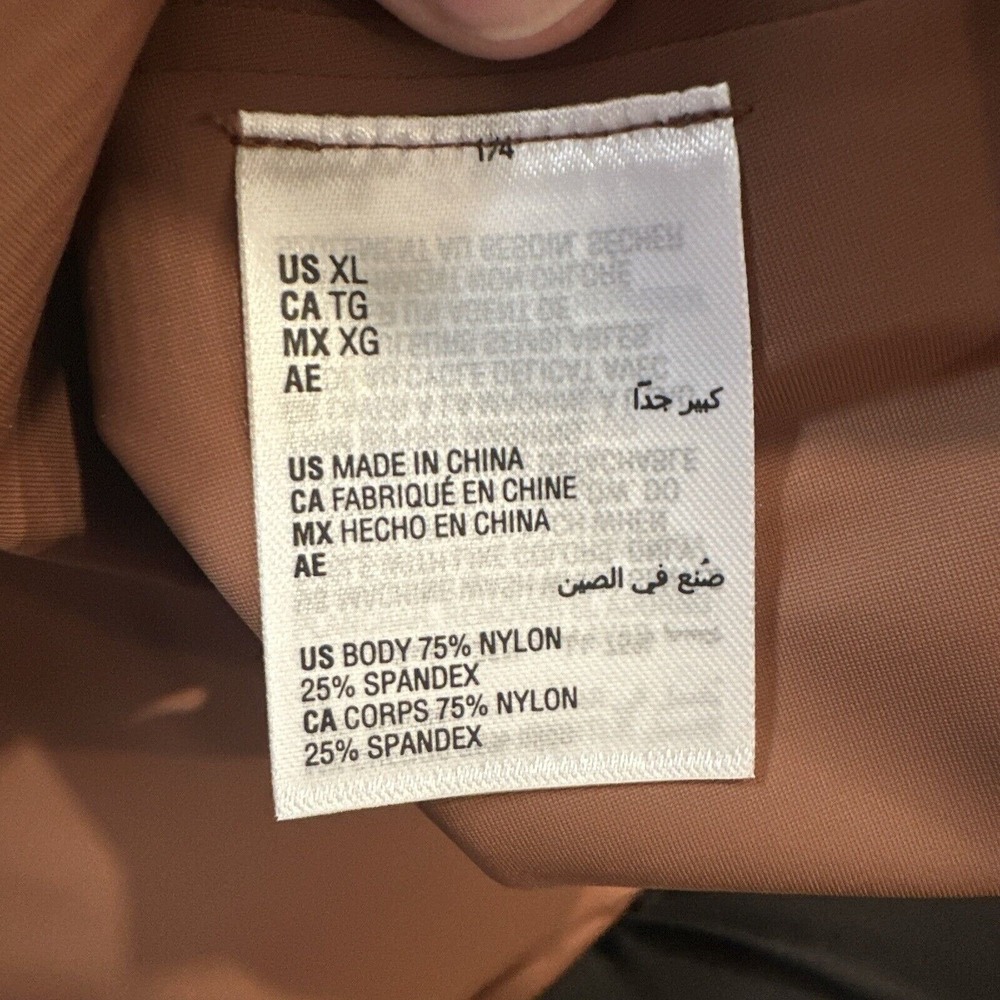 1/4
US XL
CA TG
MX XG
AE
كبير جدًا
US MADE IN CHINA
CA FABRIQUÉ EN CHINE
MX HECHO EN CHINA
AE
صُنع في الصين
US BODY 75% NYLON
25% SPANDEX
CA CORPS 75% NYLON
25% SPANDEX